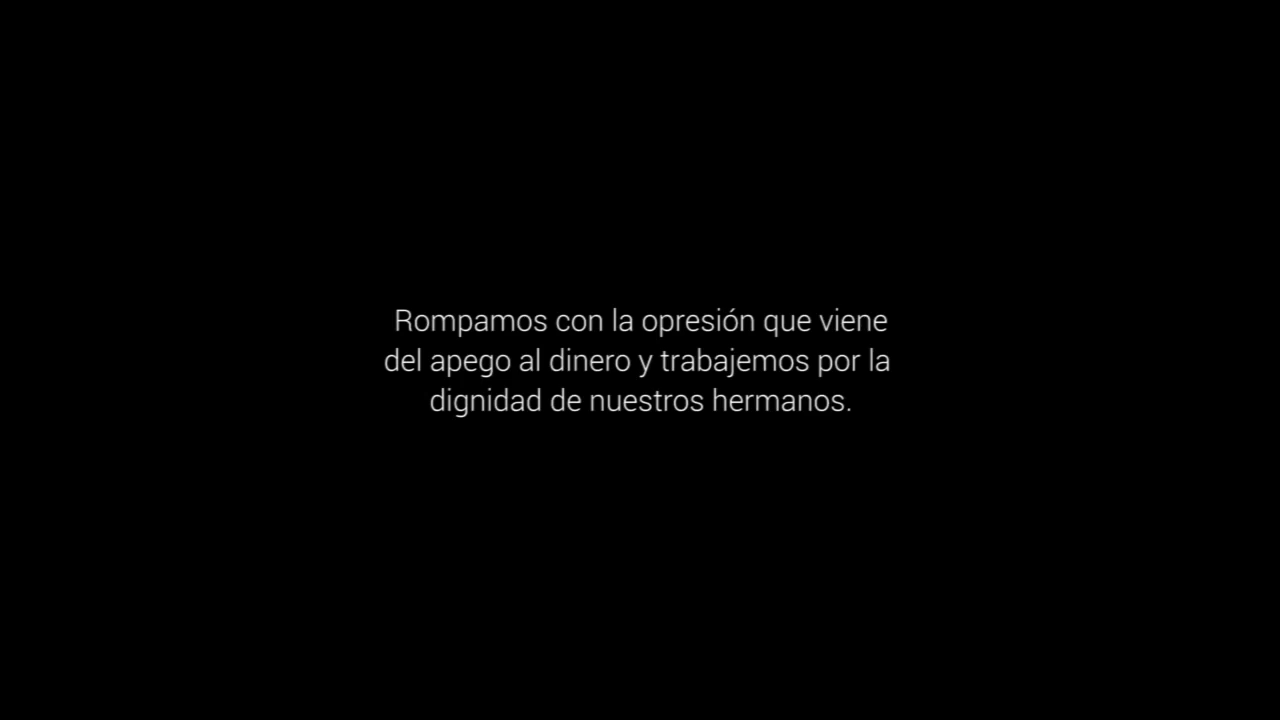 Rompamos con la opresión que viene
del apego al dinero y trabajemos por la
dignidad de nuestros hermanos.